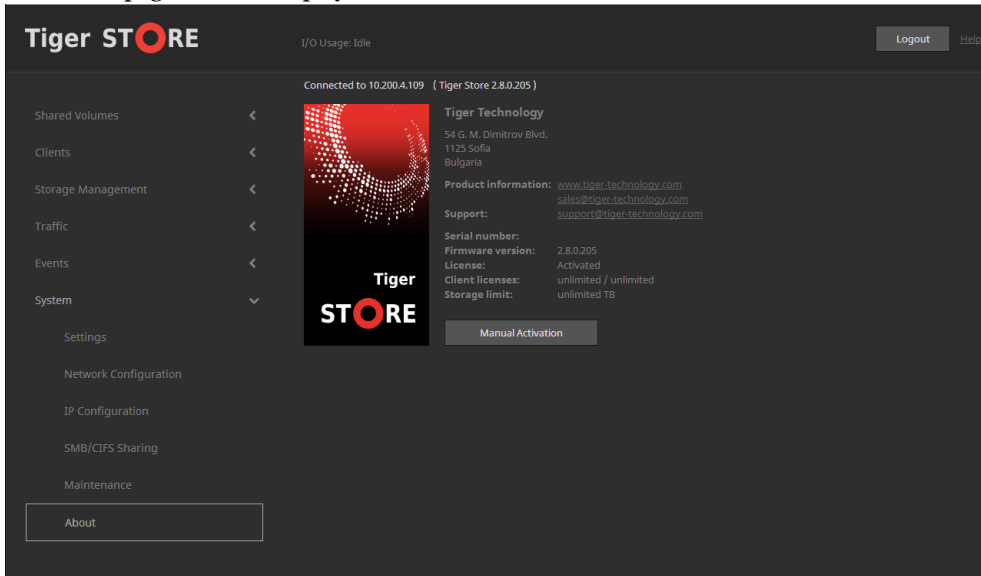 Tiger STORE
I/O Usage: Idle
Logout
Help
Connected to 10.200.4.109 ( Tiger Store 2.8.0.205 )
Shared Volumes
Clients
Storage Management
Traffic
Events
System
Settings
Network Configuration
IP Configuration
SMB/CIFS Sharing
Maintenance
About
Tiger
STORE
Tiger Technology
54 G. M. Dimitrov Blvd.
1125 Sofia
Bulgaria
Product information: www.tiger-technology.com
sales@tiger-technology.com
Support: support@tiger-technology.com
Serial number:
Firmware version: 2.8.0.205
License: Activated
Client licenses: unlimited / unlimited
Storage limit: unlimited TB
Manual Activation